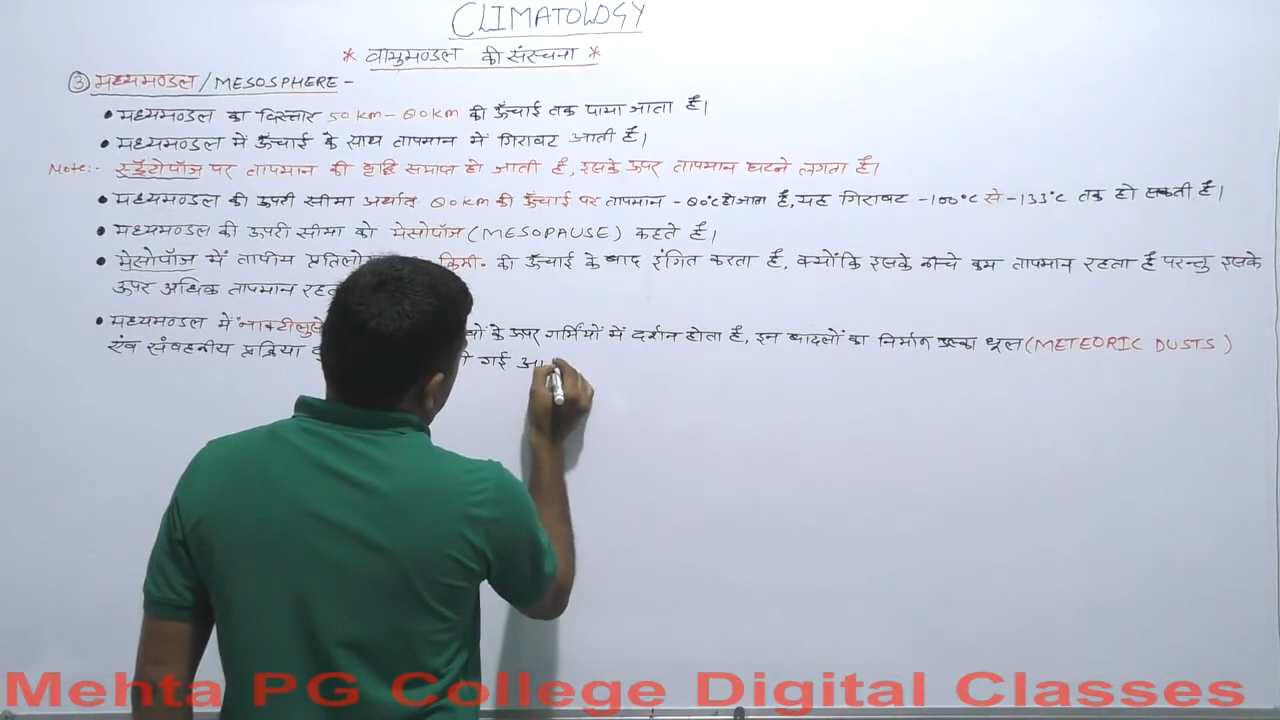 CLIMATOLOGY
* वायुमण्डल की संरचना *
③ मध्यमण्डल / MESOSPHERE -
• मध्यमण्डल का विस्तार 50 km - 80 km की ऊँचाई तक पाया जाता है।
• मध्यमण्डल में ऊँचाई के साथ तापमान में गिरावट आती है।
Note:- स्ट्रैटोपॉज पर तापमान की वृद्धि समाप्त हो जाती है, इसके ऊपर तापमान घटने लगता है।
• मध्यमण्डल की ऊपरी सीमा अर्थात् 80 km की ऊँचाई पर तापमान -80°C हो जाता है, यह गिरावट -100°C से -133°C तक हो सकती है।
• मध्यमण्डल की ऊपरी सीमा को मेसोपॉज (MESOPAUSE) कहते है।
• मेसोपॉज में तापीय किमी. की ऊँचाई के बाद इंगित करता है, क्योंकि इसके नीचे कम तापमान रहता है परन्तु इसके
ऊपर अधिक तापमान
• मध्यमण्डल में के ऊपर गर्मियों में दर्शन होता है, इन बादलों का निर्माण उल्का धूल (METEORIC DUSTS)
एंव संवहनीय प्रक्रिया गई
Mehta PG College Digital Classes